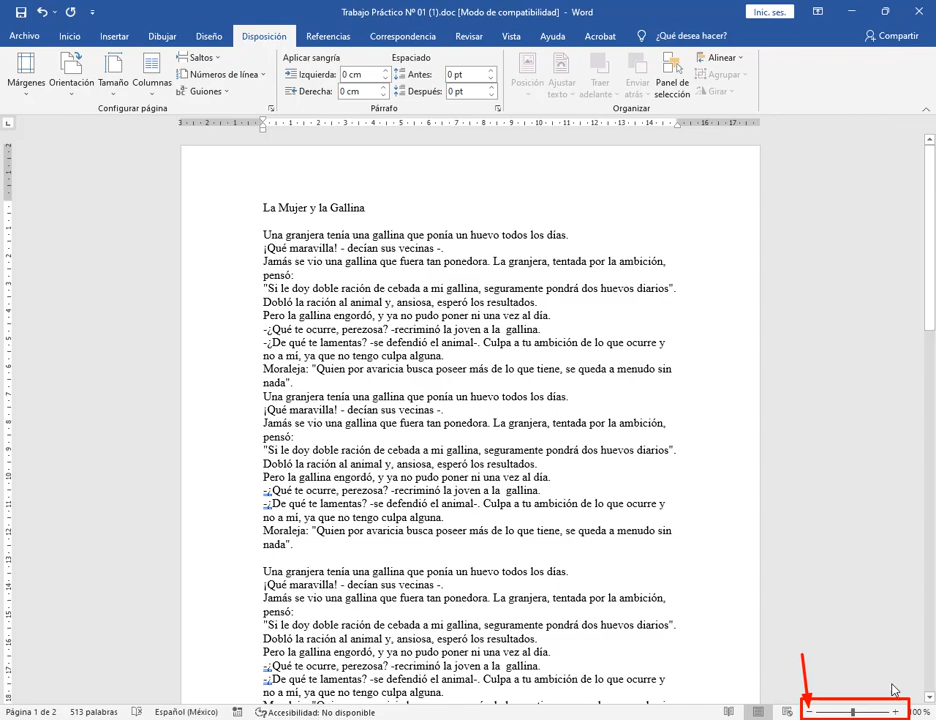 Trabajo Práctico Nº 01 (1).doc [Modo de compatibilidad] - Word
Inic. ses.
Archivo Inicio Insertar Dibujar Diseño Disposición Referencias Correspondencia Revisar Vista Ayuda Acrobat ¿Qué desea hacer? Compartir
Márgenes Orientación Tamaño Columnas
Saltos
Números de línea
Guiones
Configurar página
Aplicar sangría Espaciado
Izquierda: 0 cm Antes: 0 pt
Derecha: 0 cm Después: 0 pt
Párrafo
Posición Ajustar texto Traer adelante Enviar atrás Panel de selección
Alinear
Agrupar
Girar
Organizar
3 2 1 1 2 3 4 5 6 7 8 9 10 11 12 13 14 16 17
La Mujer y la Gallina
Una granjera tenía una gallina que ponía un huevo todos los días.
¡Qué maravilla! - decían sus vecinas -.
Jamás se vio una gallina que fuera tan ponedora. La granjera, tentada por la ambición,
pensó:
"Si le doy doble ración de cebada a mi gallina, seguramente pondrá dos huevos diarios".
Dobló la ración al animal y, ansiosa, esperó los resultados.
Pero la gallina engordó, y ya no pudo poner ni una vez al día.
-¿Qué te ocurre, perezosa? -recriminó la joven a la  gallina.
-¿De qué te lamentas? -se defendió el animal-. Culpa a tu ambición de lo que ocurre y
no a mí, ya que no tengo culpa alguna.
Moraleja: "Quien por avaricia busca poseer más de lo que tiene, se queda a menudo sin
nada".
Una granjera tenía una gallina que ponía un huevo todos los días.
¡Qué maravilla! - decían sus vecinas -.
Jamás se vio una gallina que fuera tan ponedora. La granjera, tentada por la ambición,
pensó:
"Si le doy doble ración de cebada a mi gallina, seguramente pondrá dos huevos diarios".
Dobló la ración al animal y, ansiosa, esperó los resultados.
Pero la gallina engordó, y ya no pudo poner ni una vez al día.
-¿Qué te ocurre, perezosa? -recriminó la joven a la  gallina.
-¿De qué te lamentas? -se defendió el animal-. Culpa a tu ambición de lo que ocurre y
no a mí, ya que no tengo culpa alguna.
Moraleja: "Quien por avaricia busca poseer más de lo que tiene, se queda a menudo sin
nada".
Una granjera tenía una gallina que ponía un huevo todos los días.
¡Qué maravilla! - decían sus vecinas -.
Jamás se vio una gallina que fuera tan ponedora. La granjera, tentada por la ambición,
pensó:
"Si le doy doble ración de cebada a mi gallina, seguramente pondrá dos huevos diarios".
Dobló la ración al animal y, ansiosa, esperó los resultados.
Pero la gallina engordó, y ya no pudo poner ni una vez al día.
-¿Qué te ocurre, perezosa? -recriminó la joven a la  gallina.
-¿De qué te lamentas? -se defendió el animal-. Culpa a tu ambición de lo que ocurre y
no a mí, ya que no tengo culpa alguna.
Página 1 de 2 513 palabras Español (México) Accesibilidad: No disponible